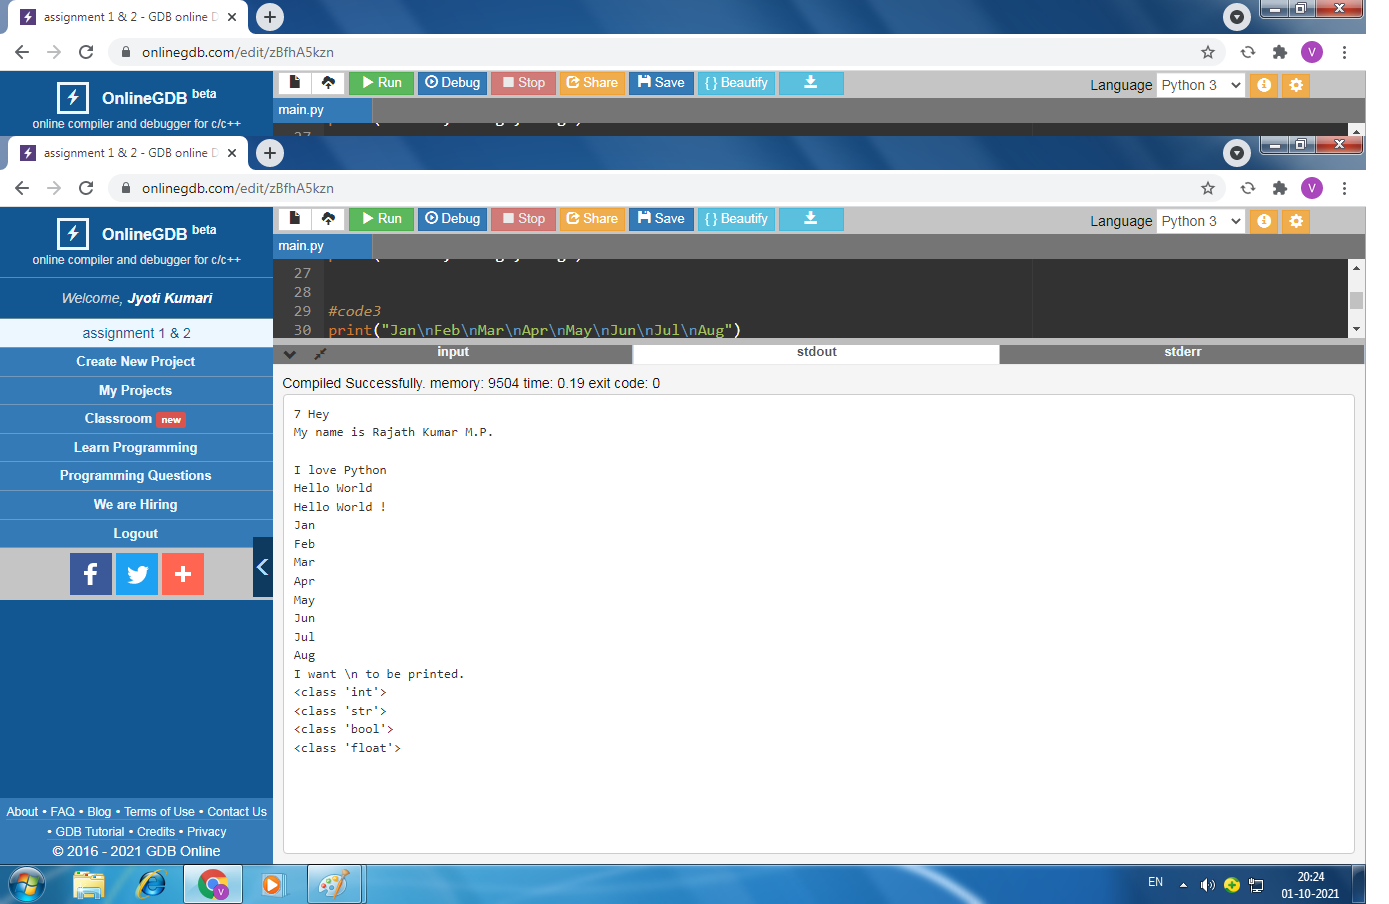 assignment 1 & 2 - GDB online D
onlinegdb.com/edit/zBfhA5kzn
V
OnlineGDB beta
online compiler and debugger for c/c++
Run Debug Stop Share Save { } Beautify
Language Python 3
main.py
27
assignment 1 & 2 - GDB online D
onlinegdb.com/edit/zBfhA5kzn
V
OnlineGDB beta
online compiler and debugger for c/c++
Run Debug Stop Share Save { } Beautify
Language Python 3
main.py
Welcome, Jyoti Kumari
assignment 1 & 2
Create New Project
My Projects
Classroom new
Learn Programming
Programming Questions
We are Hiring
Logout
27
28
29 #code3
30 print("Jan\nFeb\nMar\nApr\nMay\nJun\nJul\nAug")
input stdout stderr
Compiled Successfully. memory: 9504 time: 0.19 exit code: 0
7 Hey
My name is Rajath Kumar M.P.
I love Python
Hello World
Hello World !
Jan
Feb
Mar
Apr
May
Jun
Jul
Aug
I want \n to be printed.
<class 'int'>
<class 'str'>
<class 'bool'>
<class 'float'>
About • FAQ • Blog • Terms of Use • Contact Us
• GDB Tutorial • Credits • Privacy
© 2016 - 2021 GDB Online
V
EN
20:24
01-10-2021